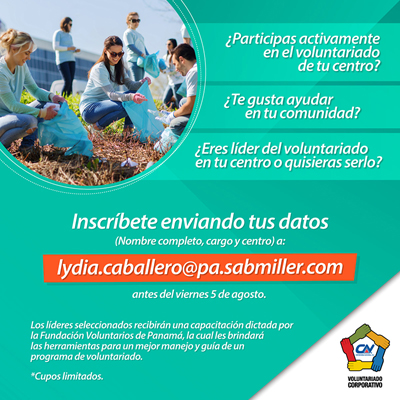 ¿Participas activamente
en el voluntariado
de tu centro?
¿Te gusta ayudar
en tu comunidad?
¿Eres líder del voluntariado
en tu centro o quisieras serlo?
Inscríbete enviando tus datos
(Nombre completo, cargo y centro) a:
lydia.caballero@pa.sabmiller.com
antes del viernes 5 de agosto.
Los líderes seleccionados recibirán una capacitación dictada por
la Fundación Voluntarios de Panamá, la cual les brindará
las herramientas para un mejor manejo y guía de un
programa de voluntariado.
*Cupos limitados.
CN
VOLUNTARIADO
CORPORATIVO